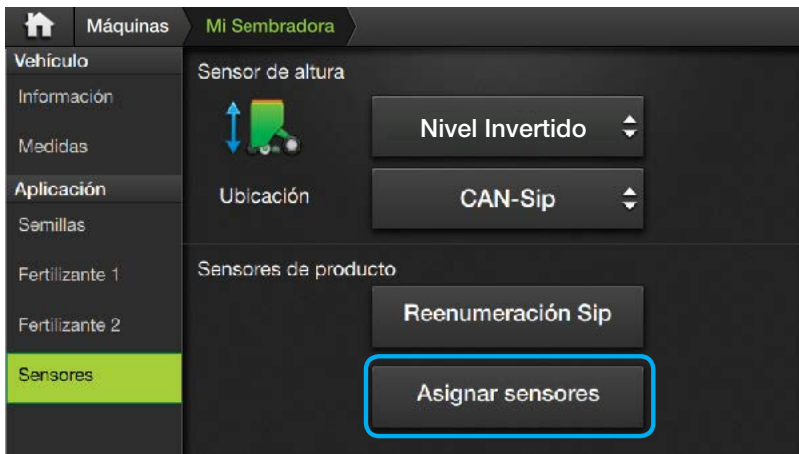 Máquinas
Mi Sembradora
Vehículo
Información
Medidas
Aplicación
Semillas
Fertilizante 1
Fertilizante 2
Sensores
Sensor de altura
Nivel Invertido
Ubicación
CAN-Sip
Sensores de producto
Reenumeración Sip
Asignar sensores